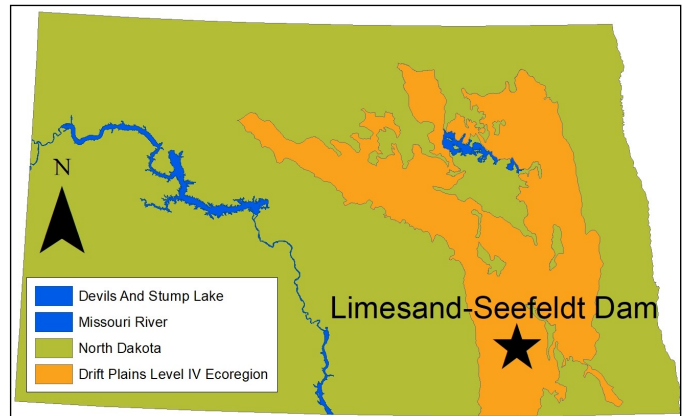 N
Limesand-Seefeldt Dam
Devils And Stump Lake
Missouri River
North Dakota
Drift Plains Level IV Ecoregion